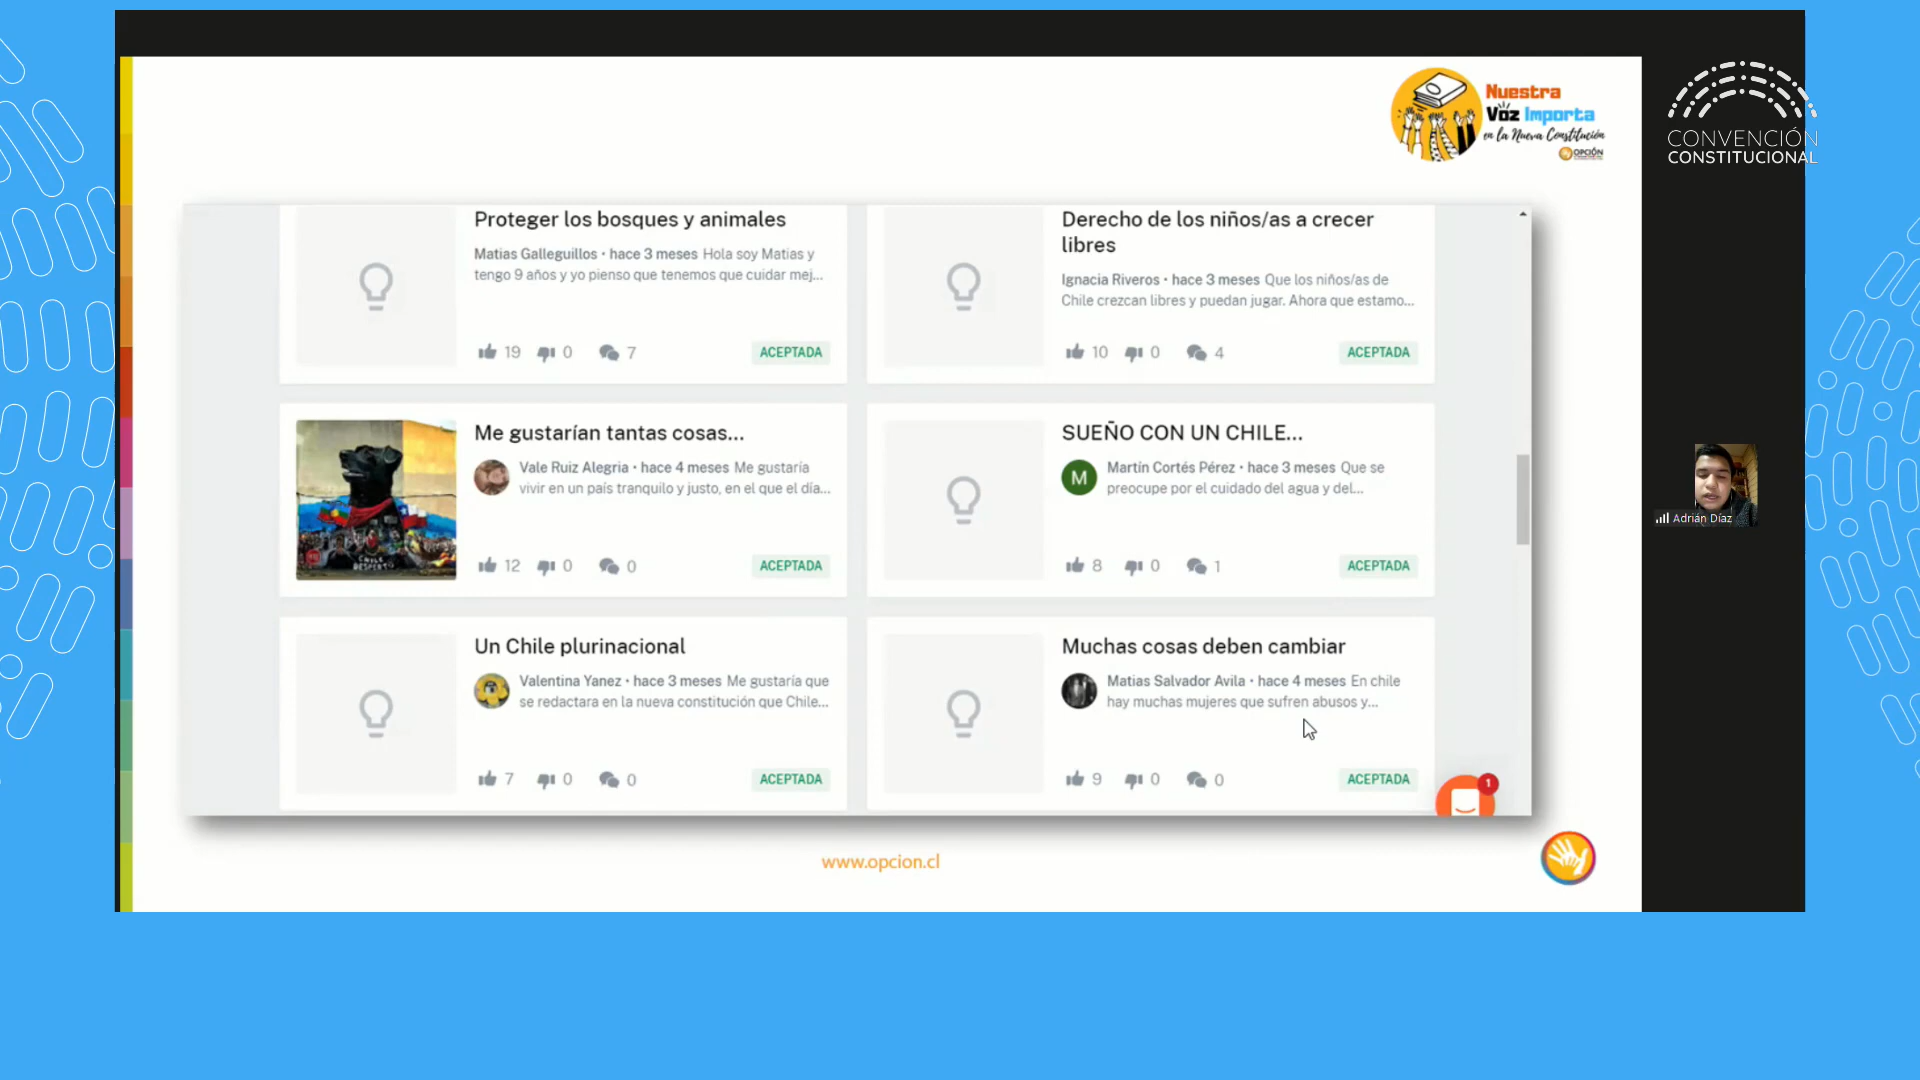 Nuestra
Voz Importa
en la Nueva Constitución
OPCIÓN
CONVENCIÓN
CONSTITUCIONAL
Proteger los bosques y animales
Matias Galleguillos • hace 3 meses Hola soy Matias y
tengo 9 años y yo pienso que tenemos que cuidar mej...
19 0 7 ACEPTADA
Derecho de los niños/as a crecer
libres
Ignacia Riveros • hace 3 meses Que los niños/as de
Chile crezcan libres y puedan jugar. Ahora que estamo...
10 0 4 ACEPTADA
Me gustarían tantas cosas...
Vale Ruiz Alegria • hace 4 meses Me gustaría
vivir en un país tranquilo y justo, en el que el día...
CHILE
DESPERTÓ
12 0 0 ACEPTADA
SUEÑO CON UN CHILE...
M
Martín Cortés Pérez • hace 3 meses Que se
preocupe por el cuidado del agua y del...
8 0 1 ACEPTADA
Un Chile plurinacional
Valentina Yanez • hace 3 meses Me gustaría que
se redactara en la nueva constitución que Chile...
7 0 0 ACEPTADA
Muchas cosas deben cambiar
Matias Salvador Avila • hace 4 meses En chile
hay muchas mujeres que sufren abusos y...
9 0 0 ACEPTADA
1
www.opcion.cl
Adrián Díaz